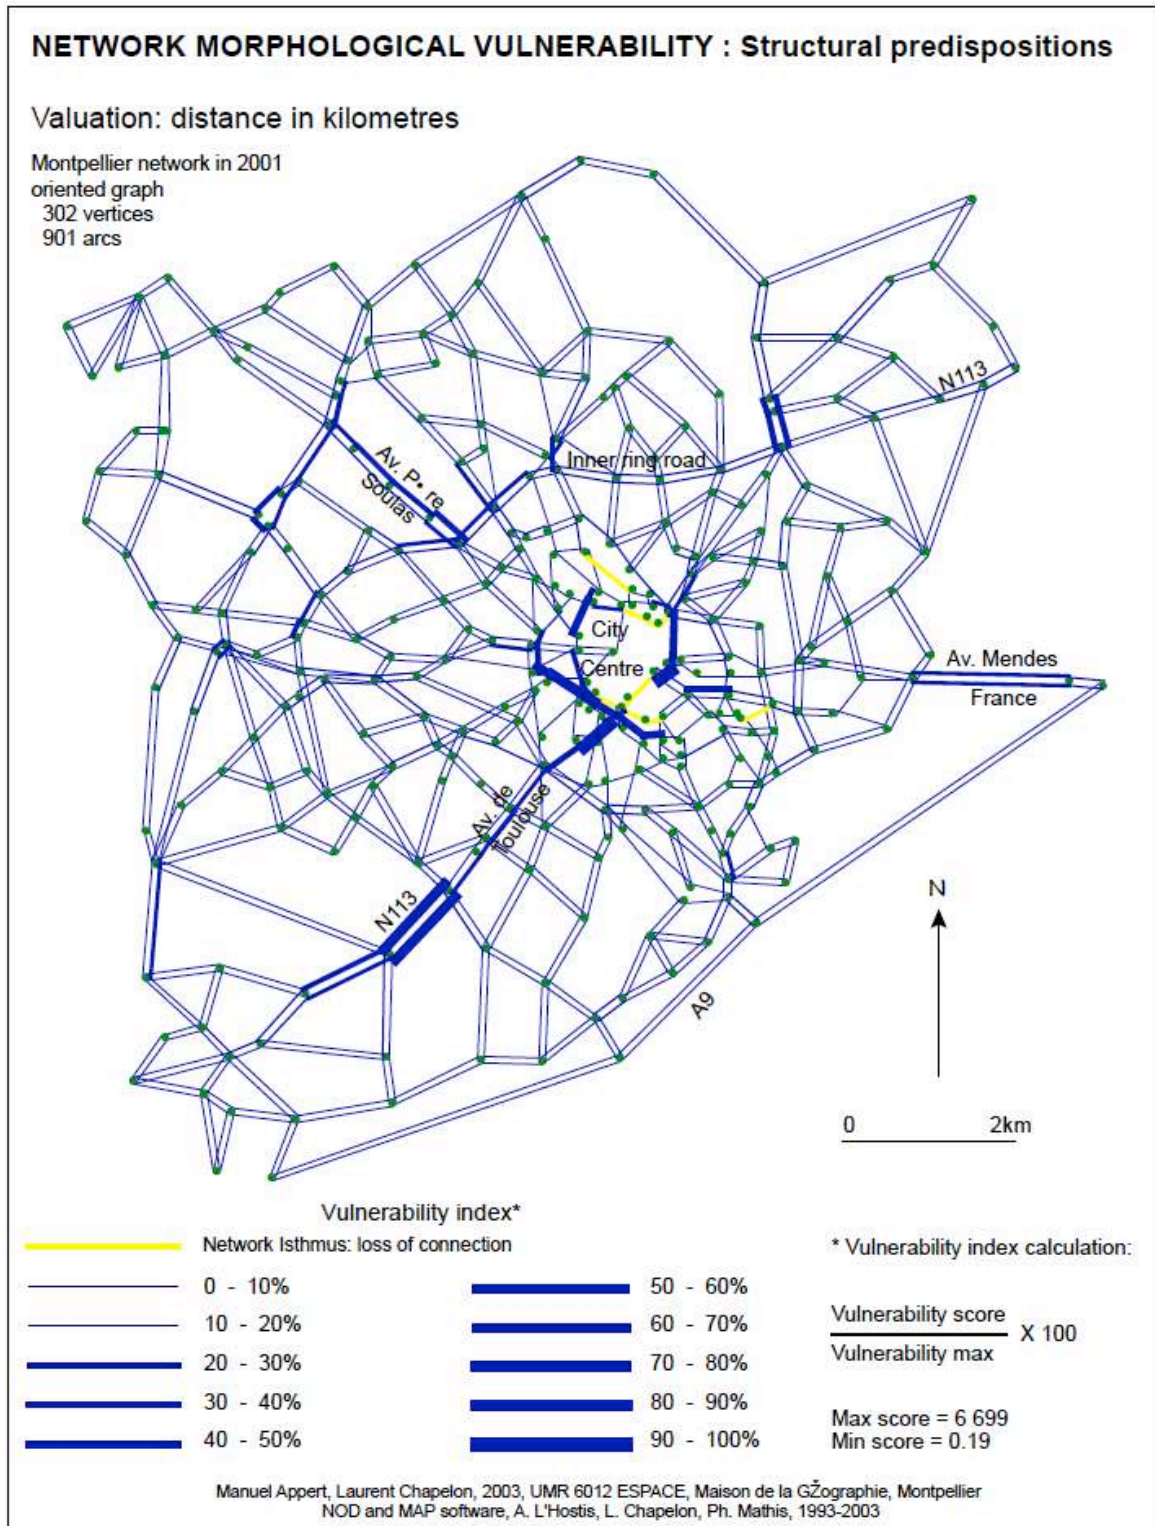 NETWORK MORPHOLOGICAL VULNERABILITY : Structural predispositions
Valuation: distance in kilometres
Montpellier network in 2001
oriented graph
302 vertices
901 arcs
N113
Inner ring road
Av. P• re
Soulas
City
Centre
Av. Mendes
France
Av. de
Toulouse
N113
A9
N
0 2km
Vulnerability index*
Network Isthmus: loss of connection
0 - 10%
10 - 20%
20 - 30%
30 - 40%
40 - 50%
50 - 60%
60 - 70%
70 - 80%
80 - 90%
90 - 100%
* Vulnerability index calculation:
Vulnerability score
X 100
Vulnerability max
Max score = 6 699
Min score = 0.19
Manuel Appert, Laurent Chapelon, 2003, UMR 6012 ESPACE, Maison de la GŽographie, Montpellier
NOD and MAP software, A. L'Hostis, L. Chapelon, Ph. Mathis, 1993-2003